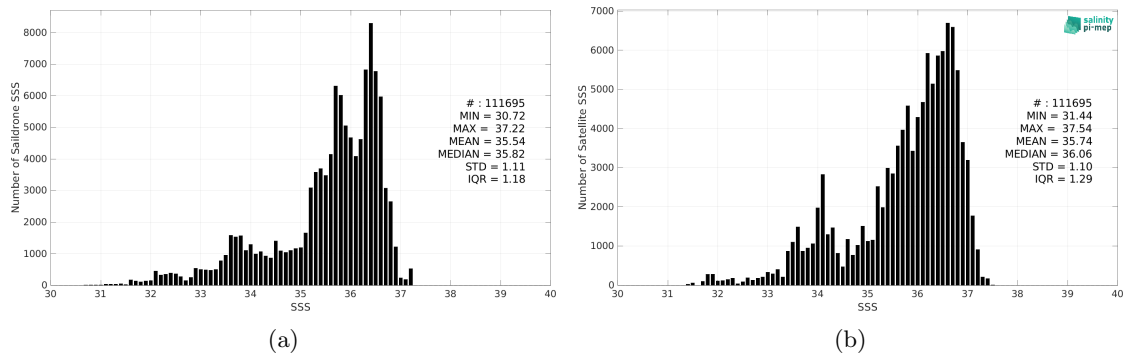 8000
7000
6000
5000
4000
3000
2000
1000
0
Number of Saildrone SSS
# : 111695
MIN = 30.72
MAX = 37.22
MEAN = 35.54
MEDIAN = 35.82
STD = 1.11
IQR = 1.18
30 31 32 33 34 35 36 37 38 39 40
SSS
(a)
7000
6000
5000
4000
3000
2000
1000
0
Number of Satellite SSS
salinity
pi-mep
# : 111695
MIN = 31.44
MAX = 37.54
MEAN = 35.74
MEDIAN = 36.06
STD = 1.10
IQR = 1.29
30 31 32 33 34 35 36 37 38 39 40
SSS
(b)